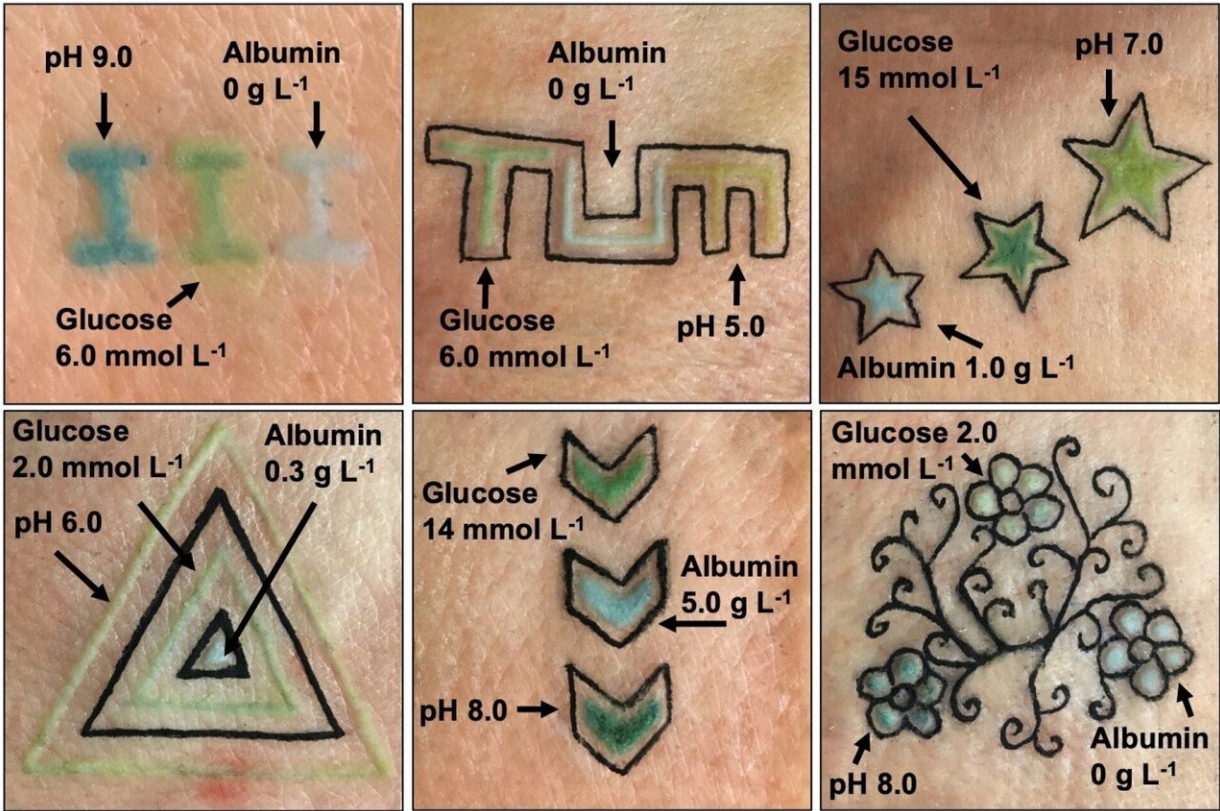 pH 9.0
Albumin
0 g L⁻¹
Glucose
6.0 mmol L⁻¹
Albumin
0 g L⁻¹
TUM
Glucose
6.0 mmol L⁻¹
pH 5.0
Glucose
15 mmol L⁻¹
pH 7.0
Albumin 1.0 g L⁻¹
Glucose
2.0 mmol L⁻¹
Albumin
0.3 g L⁻¹
pH 6.0
Glucose
14 mmol L⁻¹
Albumin
5.0 g L⁻¹
pH 8.0
Glucose 2.0
mmol L⁻¹
pH 8.0
Albumin
0 g L⁻¹